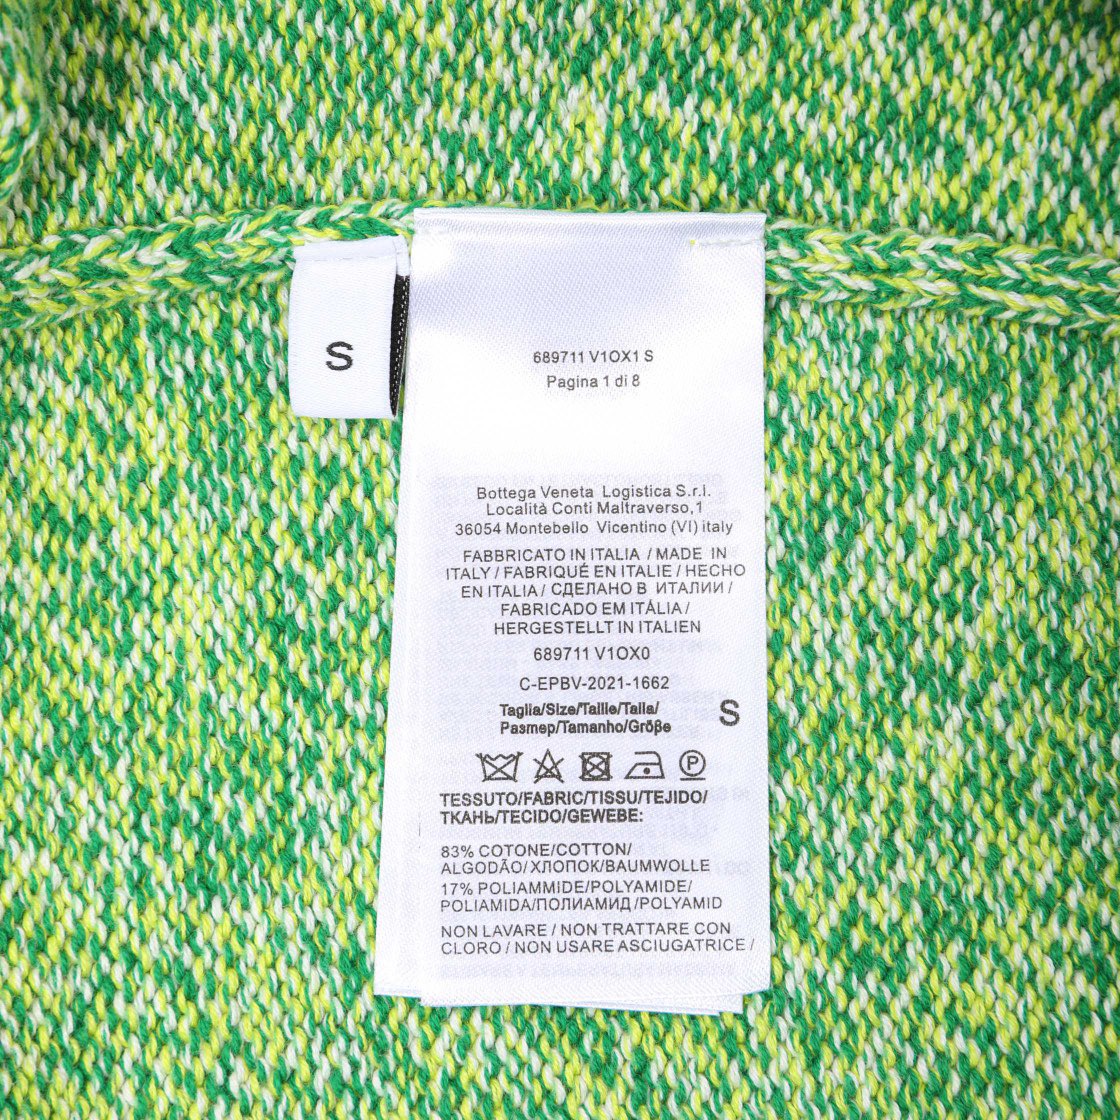 S
689711 V1OX1 S
Pagina 1 di 8
Bottega Veneta Logistica S.r.l.
Località Conti Maltraverso,1
36054 Montebello Vicentino (VI) italy
FABBRICATO IN ITALIA / MADE IN
ITALY / FABRIQUÉ EN ITALIE / HECHO
EN ITALIA / СДЕЛАНО В ИТАЛИИ /
FABRICADO EM ITÁLIA /
HERGESTELLT IN ITALIEN
689711 V1OX0
C-EPBV-2021-1662
Taglia/Size/Taille/Talla/
Размер/Tamanho/Größe S
P
TESSUTO/FABRIC/TISSU/TEJIDO/
ТКАНЬ/TECIDO/GEWEBE:
83% COTONE/COTTON/
ALGODÃO/ХЛОПОК/BAUMWOLLE
17% POLIAMMIDE/POLYAMIDE/
POLIAMIDA/ПОЛИАМИД/POLYAMID
NON LAVARE / NON TRATTARE CON
CLORO / NON USARE ASCIUGATRICE /